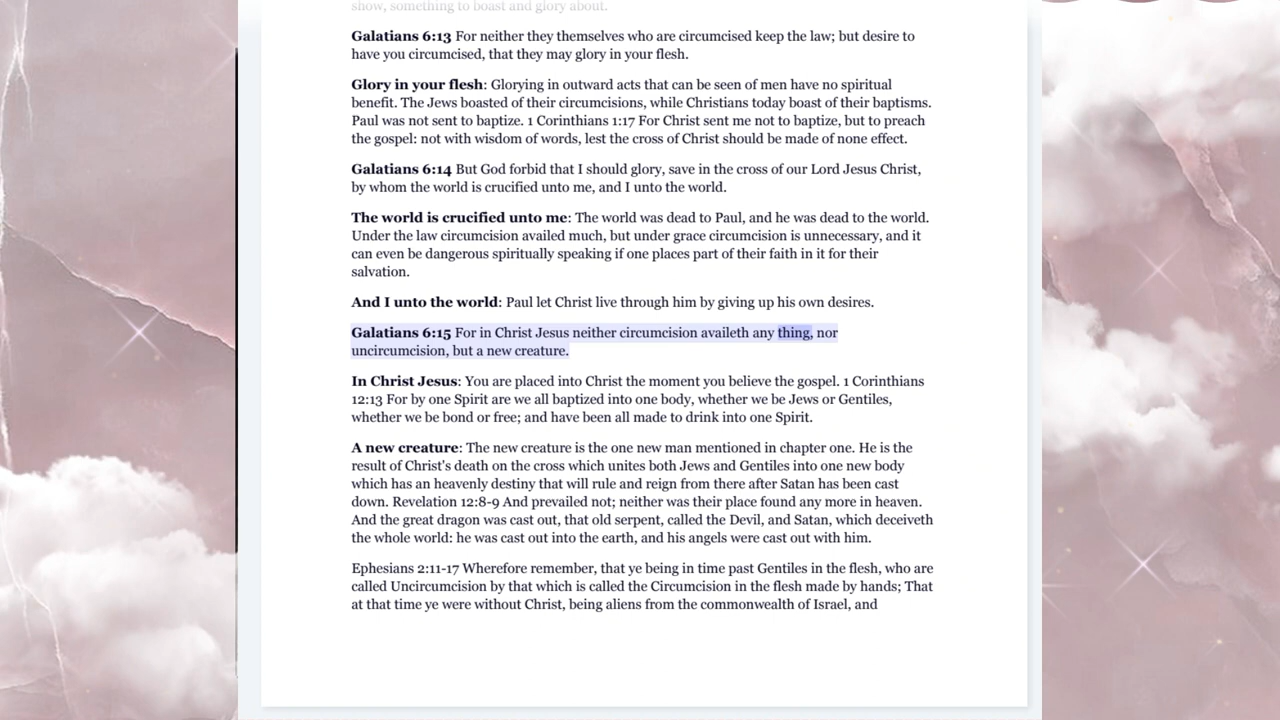 show, something to boast and glory about.
Galatians 6:13 For neither they themselves who are circumcised keep the law; but desire to
have you circumcised, that they may glory in your flesh.
Glory in your flesh: Glorying in outward acts that can be seen of men have no spiritual
benefit. The Jews boasted of their circumcisions, while Christians today boast of their baptisms.
Paul was not sent to baptize. 1 Corinthians 1:17 For Christ sent me not to baptize, but to preach
the gospel: not with wisdom of words, lest the cross of Christ should be made of none effect.
Galatians 6:14 But God forbid that I should glory, save in the cross of our Lord Jesus Christ,
by whom the world is crucified unto me, and I unto the world.
The world is crucified unto me: The world was dead to Paul, and he was dead to the world.
Under the law circumcision availed much, but under grace circumcision is unnecessary, and it
can even be dangerous spiritually speaking if one places part of their faith in it for their
salvation.
And I unto the world: Paul let Christ live through him by giving up his own desires.
Galatians 6:15 For in Christ Jesus neither circumcision availeth any thing, nor
uncircumcision, but a new creature.
In Christ Jesus: You are placed into Christ the moment you believe the gospel. 1 Corinthians
12:13 For by one Spirit are we all baptized into one body, whether we be Jews or Gentiles,
whether we be bond or free; and have been all made to drink into one Spirit.
A new creature: The new creature is the one new man mentioned in chapter one. He is the
result of Christ's death on the cross which unites both Jews and Gentiles into one new body
which has an heavenly destiny that will rule and reign from there after Satan has been cast
down. Revelation 12:8-9 And prevailed not; neither was their place found any more in heaven.
And the great dragon was cast out, that old serpent, called the Devil, and Satan, which deceiveth
the whole world: he was cast out into the earth, and his angels were cast out with him.
Ephesians 2:11-17 Wherefore remember, that ye being in time past Gentiles in the flesh, who are
called Uncircumcision by that which is called the Circumcision in the flesh made by hands; That
at that time ye were without Christ, being aliens from the commonwealth of Israel, and